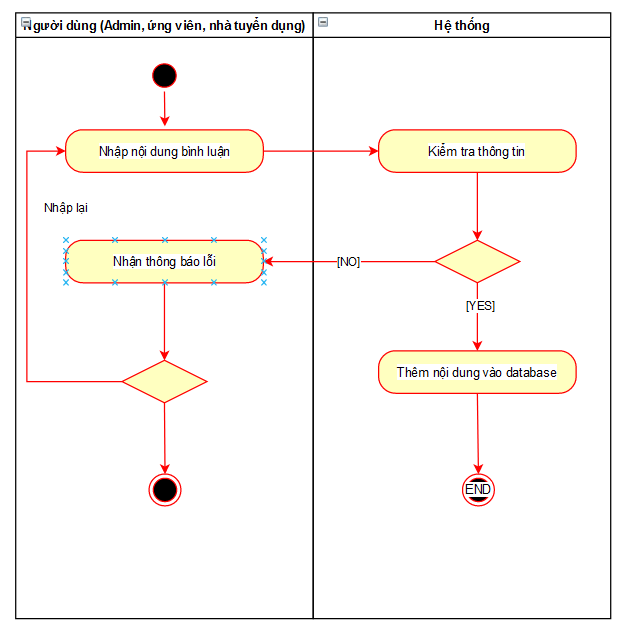 Người dùng (Admin, ứng viên, nhà tuyển dụng)
Hệ thống
Nhập nội dung bình luận
Kiểm tra thông tin
Nhập lại
Nhận thông báo lỗi
[NO]
[YES]
Thêm nội dung vào database
END